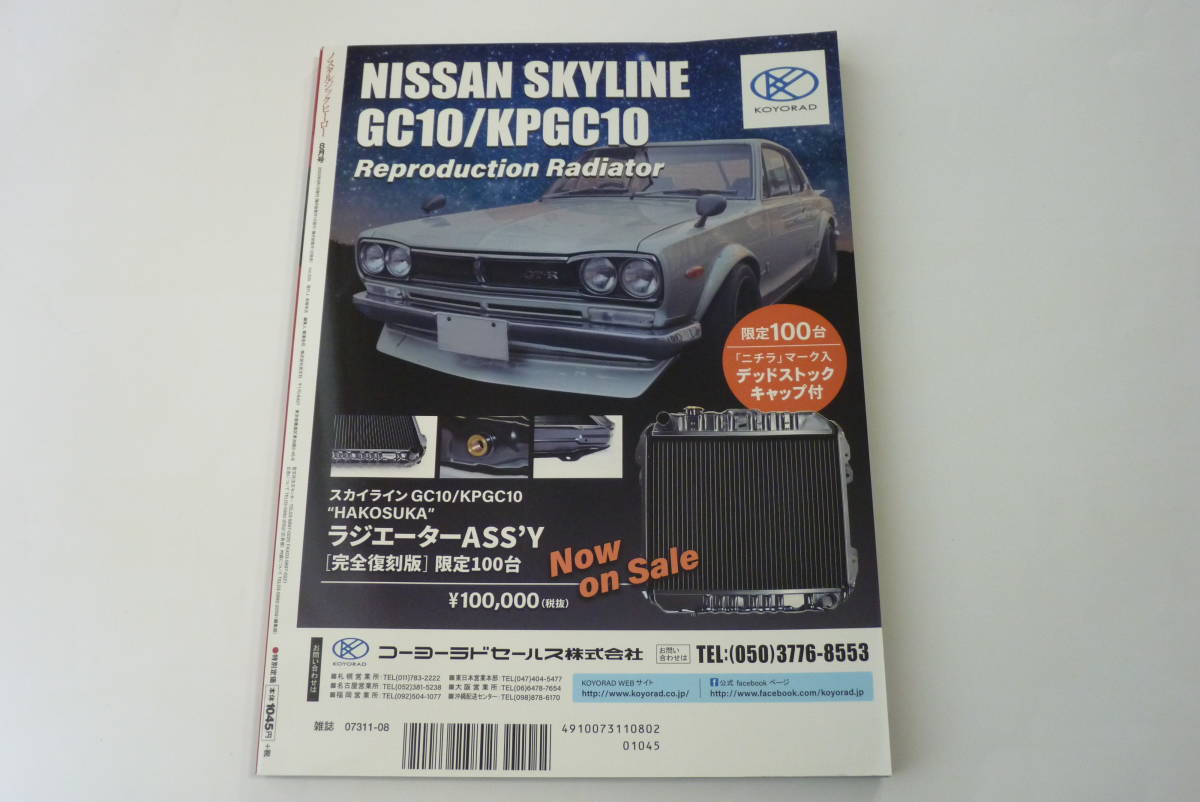 NISSAN SKYLINE
GC10/KPGC10
Reproduction Radiator
KOYORAD
GT-R
限定100台
「ニチラ」マーク入
デッドストック
キャップ付
スカイライン GC10/KPGC10
“HAKOSUKA”
ラジエーターASS'Y
[完全復刻版] 限定100台
¥100,000(税抜)
Now
on Sale
お問い合わせは
KOYORAD
コーヨーラドセールス株式会社
お問い
合わせは
TEL:(050)3776-8553
■札幌営業所:TEL(011)783-2222
■東日本営業本部:TEL(047)404-5477
■名古屋営業所:TEL(052)381-5238
■大阪営業所:TEL(06)6478-7654
■福岡営業所:TEL(092)504-1077
■沖縄配送センター:TEL(098)878-6170
KOYORAD WEB サイト
http://www.koyorad.co.jp/
公式 facebook ページ
http://www.facebook.com/koyorad.jp
雑誌 07311-08
4910073110802
01045
ノスタルジックヒーロー 8月号
●特別定価 本体1045円+税